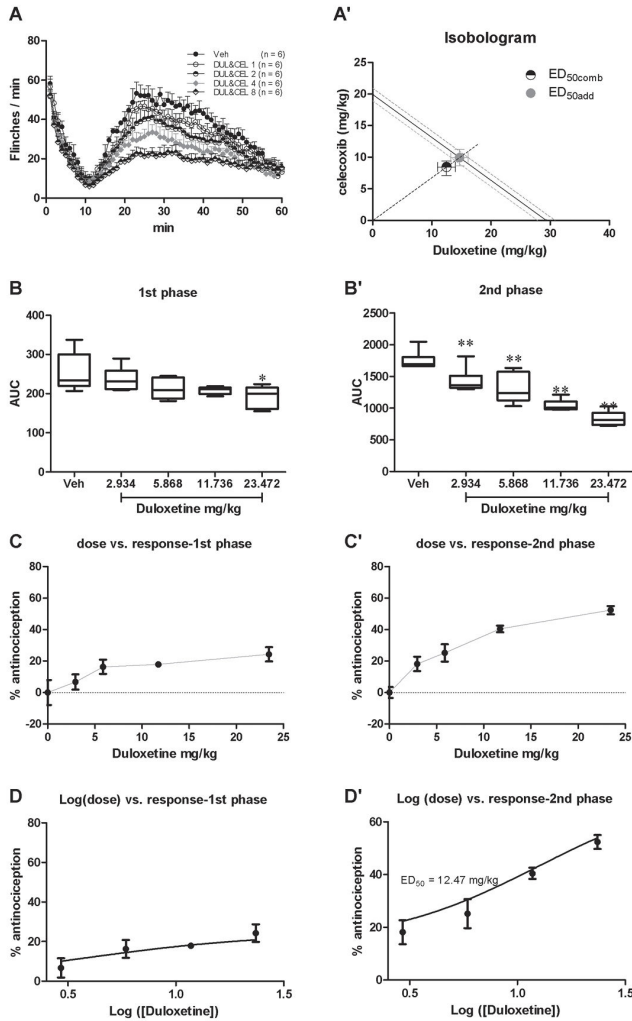 A
Flinches / min
80
60
40
20
0
0 10 20 30 40 50 60
min
Veh (n = 6)
DUL&CEL 1 (n = 6)
DUL&CEL 2 (n = 6)
DUL&CEL 4 (n = 6)
DUL&CEL 8 (n = 6)
A'
Isobologram
celecoxib (mg/kg)
25
20
15
10
5
0
0 10 20 30 40
Duloxetine (mg/kg)
ED50comb
ED50add
B
1st phase
AUC
400
300
200
100
0
*
Veh 2.934 5.868 11.736 23.472
Duloxetine mg/kg
B'
2nd phase
AUC
2500
2000
1500
1000
500
0
** ** ** **
Veh 2.934 5.868 11.736 23.472
Duloxetine mg/kg
C
dose vs. response-1st phase
% antinociception
80
60
40
20
0
-20
0 5 10 15 20 25
Duloxetine mg/kg
C'
dose vs. response-2nd phase
% antinociception
80
60
40
20
0
-20
0 5 10 15 20 25
Duloxetine mg/kg
D
Log(dose) vs. response-1st phase
% antinociception
80
60
40
20
0
0.5 1.0 1.5
Log ([Duloxetine])
D'
Log (dose) vs. response-2nd phase
% antinociception
60
40
20
0
ED50 = 12.47 mg/kg
0.5 1.0 1.5
Log ([Duloxetine])